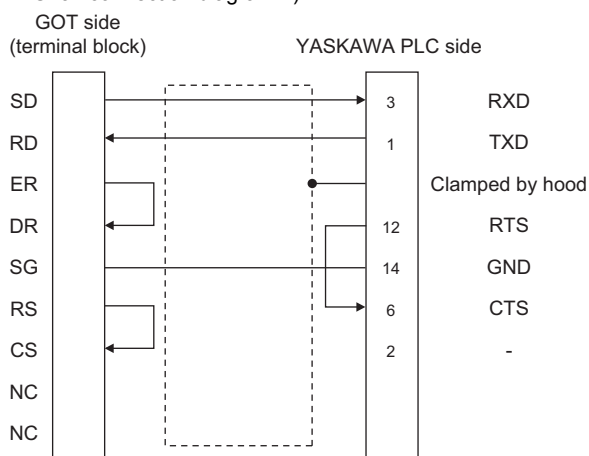 GOT side
(terminal block)
YASKAWA PLC side
SD 3 RXD
RD 1 TXD
ER Clamped by hood
DR 12 RTS
SG 14 GND
RS 6 CTS
CS 2 -
NC
NC